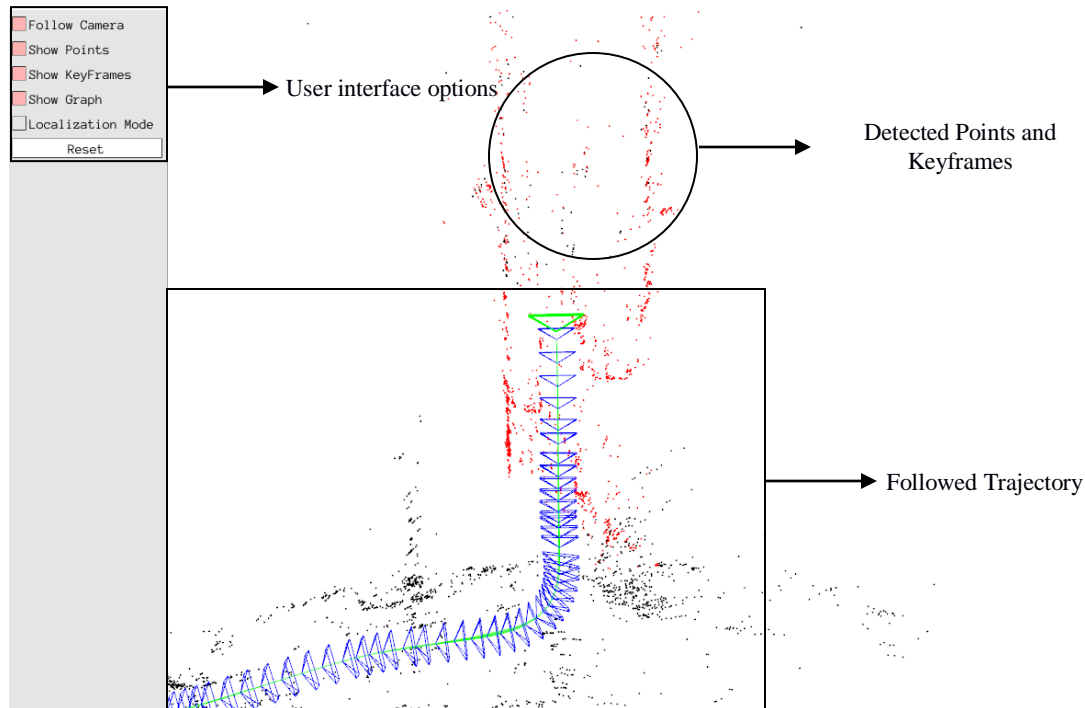 Follow Camera
Show Points
Show KeyFrames
Show Graph
Localization Mode
Reset
User interface options
Detected Points and
Keyframes
Followed Trajectory